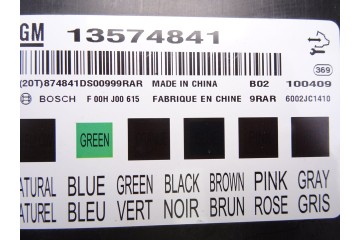 GM 13574841
(20T)874841DS00999RAR MADE IN CHINA B02 100409
369
BOSCH F 00H J00 615 FABRIQUE EN CHINE 9RAR 6002JC1410
GREEN
ATURAL BLUE GREEN BLACK BROWN PINK GRAY
ATUREL BLEU VERT NOIR BRUN ROSE GRIS